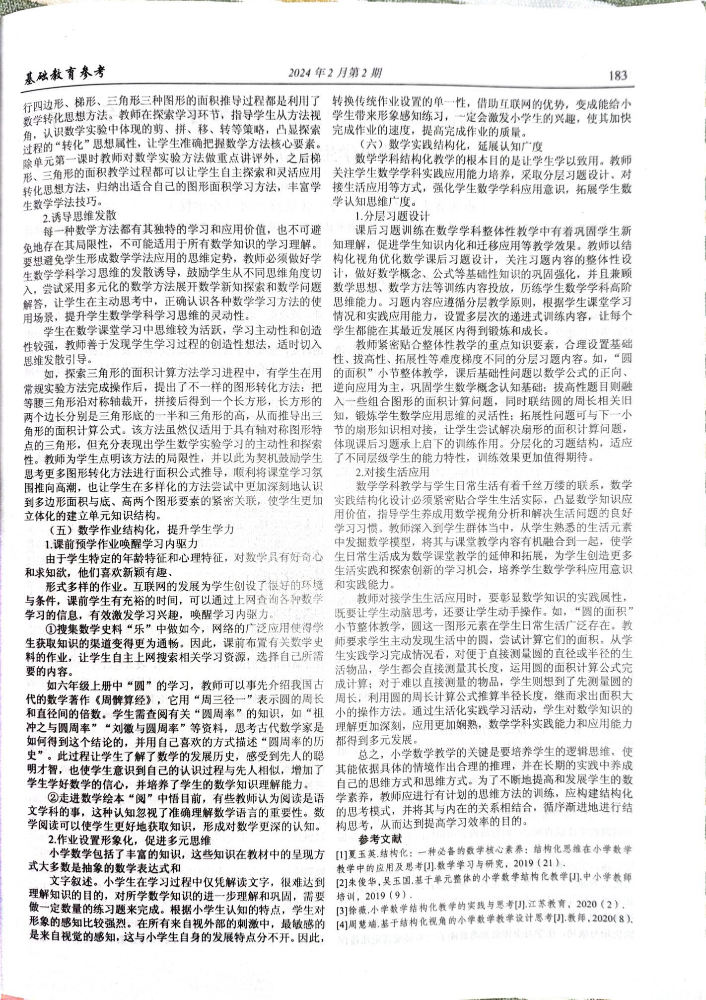 基础教育参考
2024年2月第2期
183
行四边形、梯形、三角形三种图形的面积推导过程都是利用了
数学转化思想方法。教师在探索学习环节，指导学生从方法视
角，认识数学实验中体现的剪、拼、移、转等策略，凸显探索
过程的“转化”思想属性，让学生准确把握数学方法核心要素。
除单元第一课时教师对数学实验方法做重点讲评外，之后梯
形、三角形的面积教学过程都可以让学生自主探索和灵活应用
转化思想方法，归纳出适合自己的图形面积学习方法，丰富学
生数学学法技巧。
2.诱导思维发散
每一种数学方法都有其独特的学习和应用价值，也不可避
免地存在其局限性，不可能适用于所有数学知识的学习理解。
要想避免学生形成数学学法应用的思维定势，教师必须做好学
生数学学科学习思维的发散诱导，鼓励学生从不同思维角度切
入，尝试采用多元化的数学方法展开数学新知探索和数学问题
解答，让学生在主动思考中，正确认识各种数学学习方法的使
用场景，提升学生数学学科学习思维的灵动性。
学生在数学课堂学习中思维较为活跃，学习主动性和创造
性较强，教师善于发现学生学习过程的创造性想法，适时切入
思维发散引导。
如，探索三角形的面积计算方法学习进程中，有学生在用
常规实验方法完成操作后，提出了不一样的图形转化方法：把
等腰三角形沿对称轴裁开，拼接后得到一个长方形，长方形的
两个边长分别是三角形底的一半和三角形的高，从而推导出三
角形的面积计算公式。该方法虽然仅适用于具有轴对称图形特
点的三角形，但充分表现出学生数学实验学习的主动性和探索
性。教师为学生点明该方法的局限性，并以此为契机鼓励学生
思考更多图形转化方法进行面积公式推导，顺利将课堂学习氛
围推向高潮，也让学生在多样化的方法尝试中更加深刻地认识
到多边形面积与底、高两个图形要素的紧密关联，使学生更加
立体化的建立单元知识结构。
（五）数学作业结构化，提升学生学力
1.课前预学作业唤醒学习内驱力
由于学生特定的年龄特征和心理特征，对数学具有好奇心
和求知欲，他们喜欢新颖有趣、
形式多样的作业。互联网的发展为学生创设了很好的环境
与条件，课前学生有充裕的时间，可以通过上网查询各种数学
学习的信息，有效激发学习兴趣，唤醒学习内驱力。
①搜集数学史料“乐”中做如今，网络的广泛应用使得学
生获取知识的渠道变得更为通畅。因此，课前布置有关数学史
料的作业，让学生自主上网搜索相关学习资源，选择自己所需
要的内容。
如六年级上册中“圆”的学习，教师可以事先介绍我国古
代的数学著作《周髀算经》，它用“周三径一”表示圆的周长
和直径间的倍数。学生需查阅有关“圆周率”的知识，如“祖
冲之与圆周率”“刘徽与圆周率”等资料，思考古代数学家是
如何得到这个结论的，并用自己喜欢的方式描述“圆周率的历
史”。此过程让学生了解了数学的发展历史，感受到先人的聪
明才智，也使学生意识到自己的认识过程与先人相似，增加了
学生学好数学的信心，并培养了学生的数学知识理解能力。
②走进数学绘本“阅”中悟目前，有些教师认为阅读是语
文学科的事，这种认知忽视了准确理解数学语言的重要性。数
学阅读可以使学生更好地获取知识，形成对数学更深的认知。
2.作业设置形象化，促进多元思维
小学数学包括了丰富的知识，这些知识在教材中的呈现方
式大多数是抽象的数学表达式和
文字叙述。小学生在学习过程中仅凭解读文字，很难达到
理解知识的目的，对所学数学知识的进一步理解和巩固，需要
做一定数量的练习题来完成。根据小学生认知的特点，学生对
形象的感知比较强烈。在所有来自视外部的刺激中，最敏感的
是来自视觉的感知，这与小学生自身的发展特点分不开。因此，
转换传统作业设置的单一性，借助互联网的优势，变成能给小
学生带来形象感知练习，一定会激发小学生的兴趣，使其加快
完成作业的速度，提高完成作业的质量。
（六）数学实践结构化，延展认知广度
数学学科结构化教学的根本目的是让学生学以致用。教师
关注学生数学学科实践应用能力培养，采取分层习题设计、对
接生活应用等方式，强化学生数学学科应用意识，拓展学生数
学认知思维广度。
1.分层习题设计
课后习题训练在数学学科整体性教学中有着巩固学生新
知理解，促进学生知识内化和迁移应用等教学效果。教师以结
构化视角优化数学课后习题设计，关注习题内容的整体性设
计，做好数学概念、公式等基础性知识的巩固强化，并且兼顾
数学思想、数学方法等训练内容投放，历练学生数学学科高阶
思维能力。习题内容应遵循分层教学原则，根据学生课堂学习
情况和实践应用能力，设置多层次的递进式训练内容，让每个
学生都能在其最近发展区内得到锻炼和成长。
教师紧密贴合整体性教学的重点知识要素，合理设置基础
性、拔高性、拓展性等难度梯度不同的分层习题内容。如，“圆
的面积”小节整体教学，课后基础性问题以数学公式的正向、
逆向应用为主，巩固学生数学概念认知基础；拔高性题目则融
入一些组合图形的面积计算问题，同时联结圆的周长相关旧
知，锻炼学生数学应用思维的灵活性；拓展性问题可与下一小
节的扇形知识相对接，让学生尝试解决扇形的面积计算问题，
体现课后习题承上启下的训练作用。分层化的习题结构，适应
了不同层级学生的能力特性，训练效果更加值得期待。
2.对接生活应用
数学学科教学与学生日常生活有着千丝万缕的联系，数学
实践结构化设计必须紧密贴合学生生活实际，凸显数学知识应
用价值，指导学生养成用数学视角分析和解决生活问题的良好
学习习惯。教师深入到学生群体当中，从学生熟悉的生活元素
中发掘数学模型，将其与课堂教学内容有机融合到一起，使学
生日常生活成为数学课堂教学的延伸和拓展，为学生创造更多
生活实践和探索创新的学习机会，培养学生数学学科应用意识
和实践能力。
教师对接学生生活应用时，要彰显数学知识的实践属性，
既要让学生动脑思考，还要让学生动手操作。如，“圆的面积”
小节整体教学，圆这一图形元素在学生日常生活广泛存在。教
师要求学生主动发现生活中的圆，尝试计算它们的面积。从学
生实践学习完成情况看，对便于直接测量圆的直径或半径的生
活物品，学生都会直接测量其长度，运用圆的面积计算公式完
成计算；对于难以直接测量的物品，学生则想到了先测量圆的
周长，利用圆的周长计算公式推算半径长度，继而求出面积大
小的操作方法。通过生活化实践学习活动，学生对数学知识的
理解更加深刻，应用更加娴熟，数学学科实践能力和应用能力
都得到多元发展。
总之，小学数学教学的关键是要培养学生的逻辑思维，使
其能依据具体的情境作出合理的推理，并在长期的实践中养成
自己的思维方式和思维方式。为了不断地提高和发展学生的数
学素养，教师应进行有计划的思维方法的训练，应构建结构化
的思考模式，并将其与内在的关系相结合，循序渐进地进行结
构思考，从而达到提高学习效率的目的。
参考文献
[1]夏玉英.结构化：一种必备的数学核心素养：结构化思维在小学数学
教学中的应用及思考[J].数学学习与研究，2019（21）.
[2]朱俊华,吴玉国.基于单元整体的小学数学结构化教学[J].中小学教师
培训，2019（9）.
[3]徐薇.小学数学结构化教学的实践与思考[J].江苏教育，2020（2）.
[4]周慧端.基于结构化视角的小学数学教学设计思考[J].教师,2020(8).